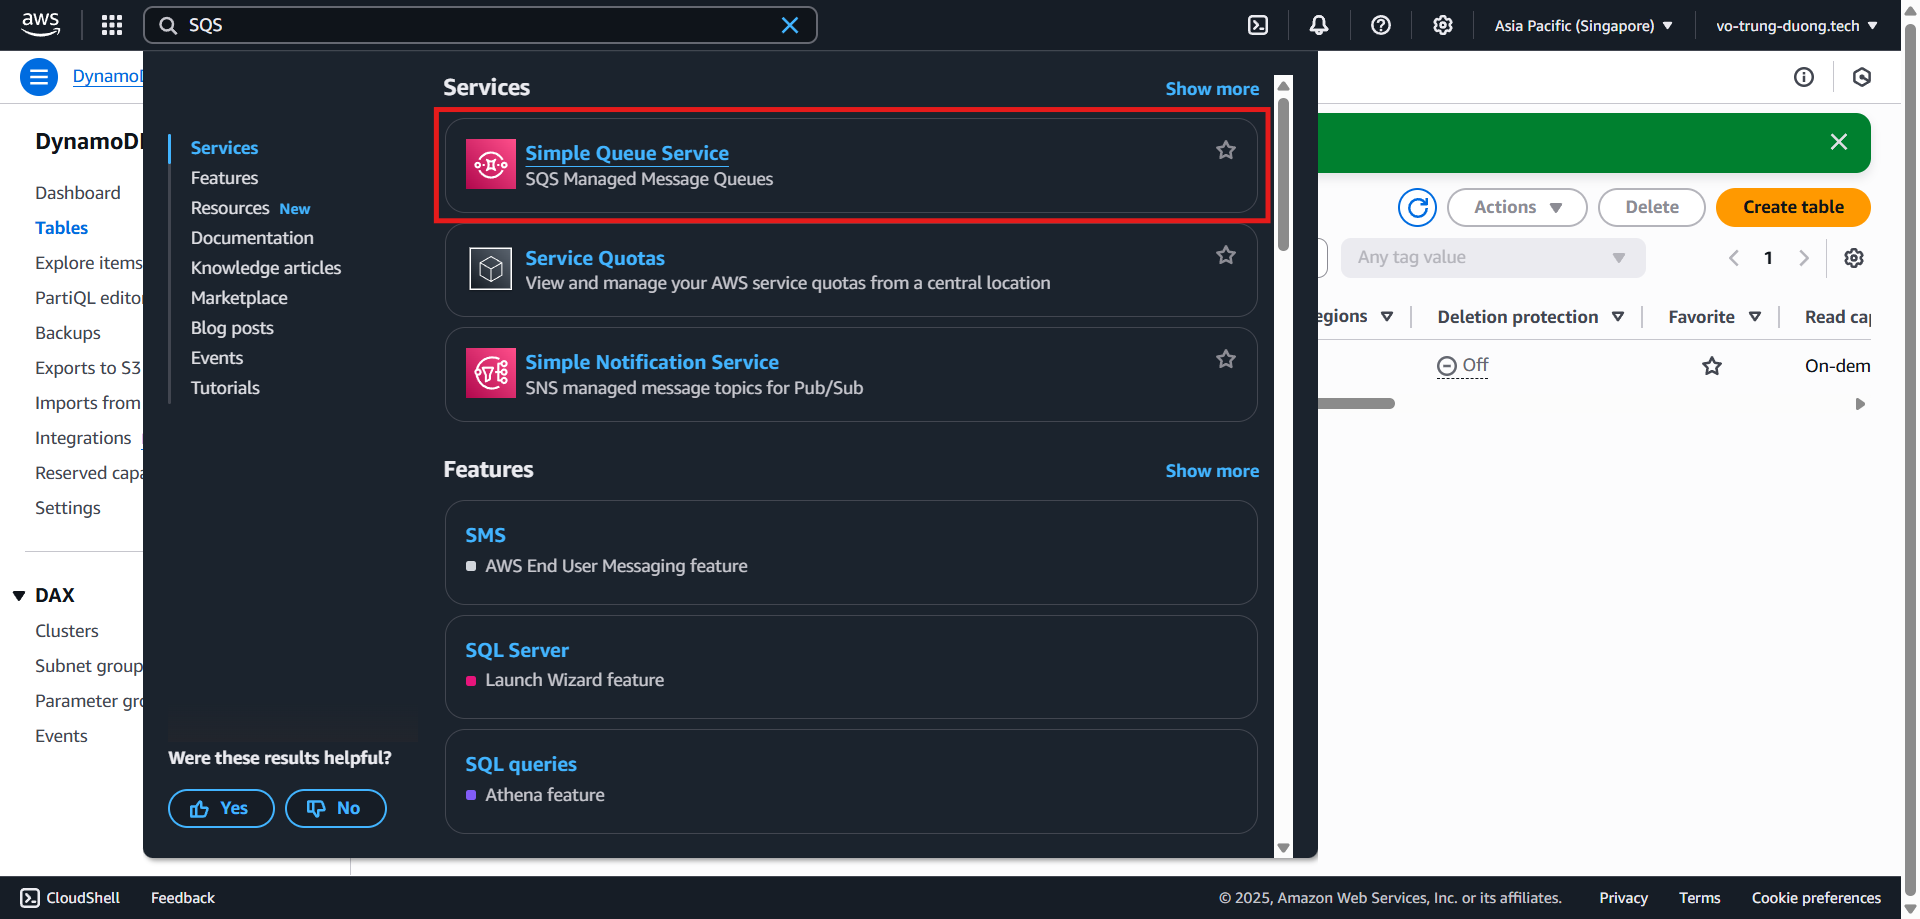 aws
SQS
Asia Pacific (Singapore)
vo-trung-duong.tech
DynamoD
DynamoD
Dashboard
Tables
Explore items
PartiQL edito
Backups
Exports to S3
Imports from
Integrations
Reserved capa
Settings
DAX
Clusters
Subnet group
Parameter gro
Events
Services
Features
Resources New
Documentation
Knowledge articles
Marketplace
Blog posts
Events
Tutorials
Were these results helpful?
Yes
No
Services
Show more
Simple Queue Service
SQS Managed Message Queues
Service Quotas
View and manage your AWS service quotas from a central location
Simple Notification Service
SNS managed message topics for Pub/Sub
Features
Show more
SMS
AWS End User Messaging feature
SQL Server
Launch Wizard feature
SQL queries
Athena feature
Actions
Delete
Create table
Any tag value
1
egions
Deletion protection
Favorite
Read cap
Off
On-dem
CloudShell
Feedback
© 2025, Amazon Web Services, Inc. or its affiliates.
Privacy
Terms
Cookie preferences